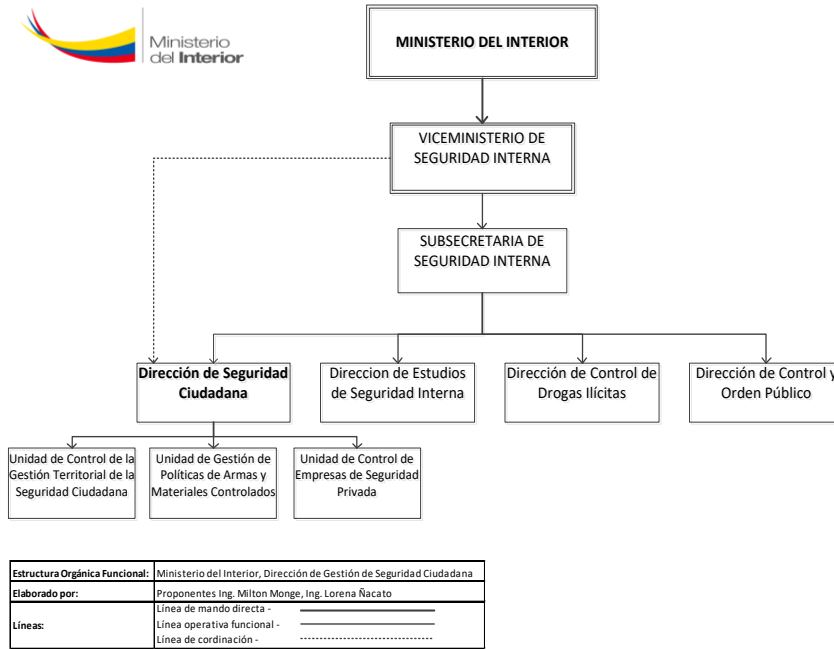 Ministerio
del Interior
MINISTERIO DEL INTERIOR
VICEMINISTERIO DE
SEGURIDAD INTERNA
SUBSECRETARIA DE
SEGURIDAD INTERNA
Dirección de Seguridad
Ciudadana
Direccion de Estudios
de Seguridad Interna
Dirección de Control de
Drogas Ilícitas
Dirección de Control y
Orden Público
Unidad de Control de la
Gestión Territorial de la
Seguridad Ciudadana
Unidad de Gestión de
Políticas de Armas y
Materiales Controlados
Unidad de Control de
Empresas de Seguridad
Privada
Estructura Orgánica Funcional: Ministerio del Interior, Dirección de Gestión de Seguridad Ciudadana
Elaborado por: Proponentes Ing. Milton Monge, Ing. Lorena Ñacato
Líneas:
Línea de mando directa -
Línea operativa funcional -
Línea de cordinación -